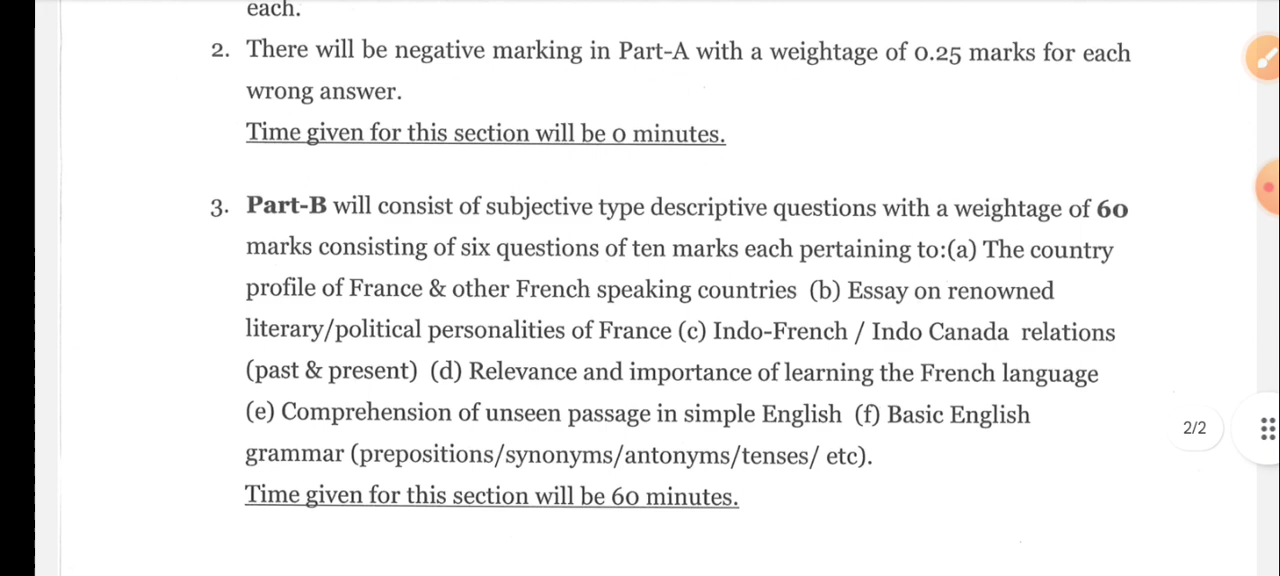 each.
2. There will be negative marking in Part-A with a weightage of 0.25 marks for each
wrong answer.
Time given for this section will be 0 minutes.
3. Part-B will consist of subjective type descriptive questions with a weightage of 60
marks consisting of six questions of ten marks each pertaining to:(a) The country
profile of France & other French speaking countries (b) Essay on renowned
literary/political personalities of France (c) Indo-French / Indo Canada relations
(past & present) (d) Relevance and importance of learning the French language
(e) Comprehension of unseen passage in simple English (f) Basic English
2/2
grammar (prepositions/synonyms/antonyms/tenses/ etc).
Time given for this section will be 60 minutes.